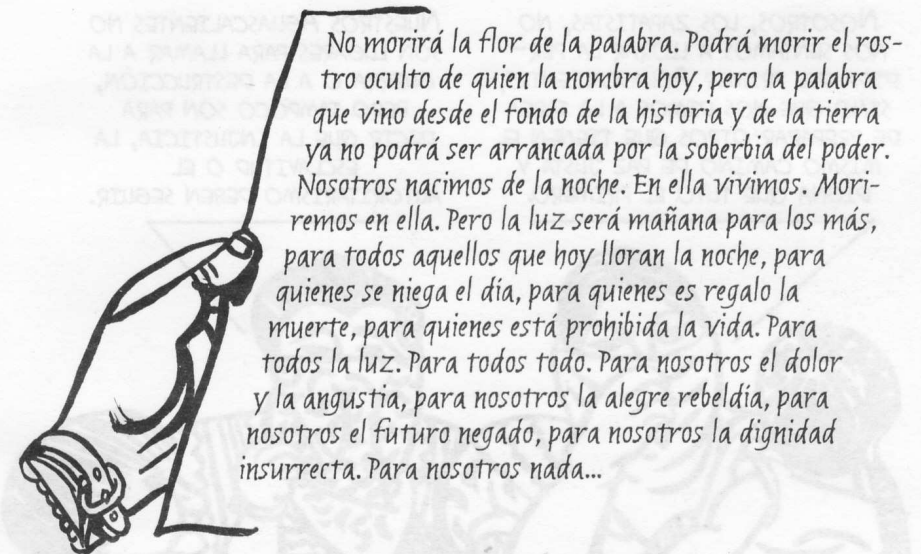 No morirá la flor de la palabra. Podrá morir el ros-
tro oculto de quien la nombra hoy, pero la palabra
que vino desde el fondo de la historia y de la tierra
ya no podrá ser arrancada por la soberbia del poder.
Nosotros nacimos de la noche. En ella vivimos. Mori-
remos en ella. Pero la luz será mañana para los más,
para todos aquellos que hoy lloran la noche, para
quienes se niega el día, para quienes es regalo la
muerte, para quienes está prohibida la vida. Para
todos la luz. Para todos todo. Para nosotros el dolor
y la angustia, para nosotros la alegre rebeldía, para
nosotros el futuro negado, para nosotros la dignidad
insurrecta. Para nosotros nada...